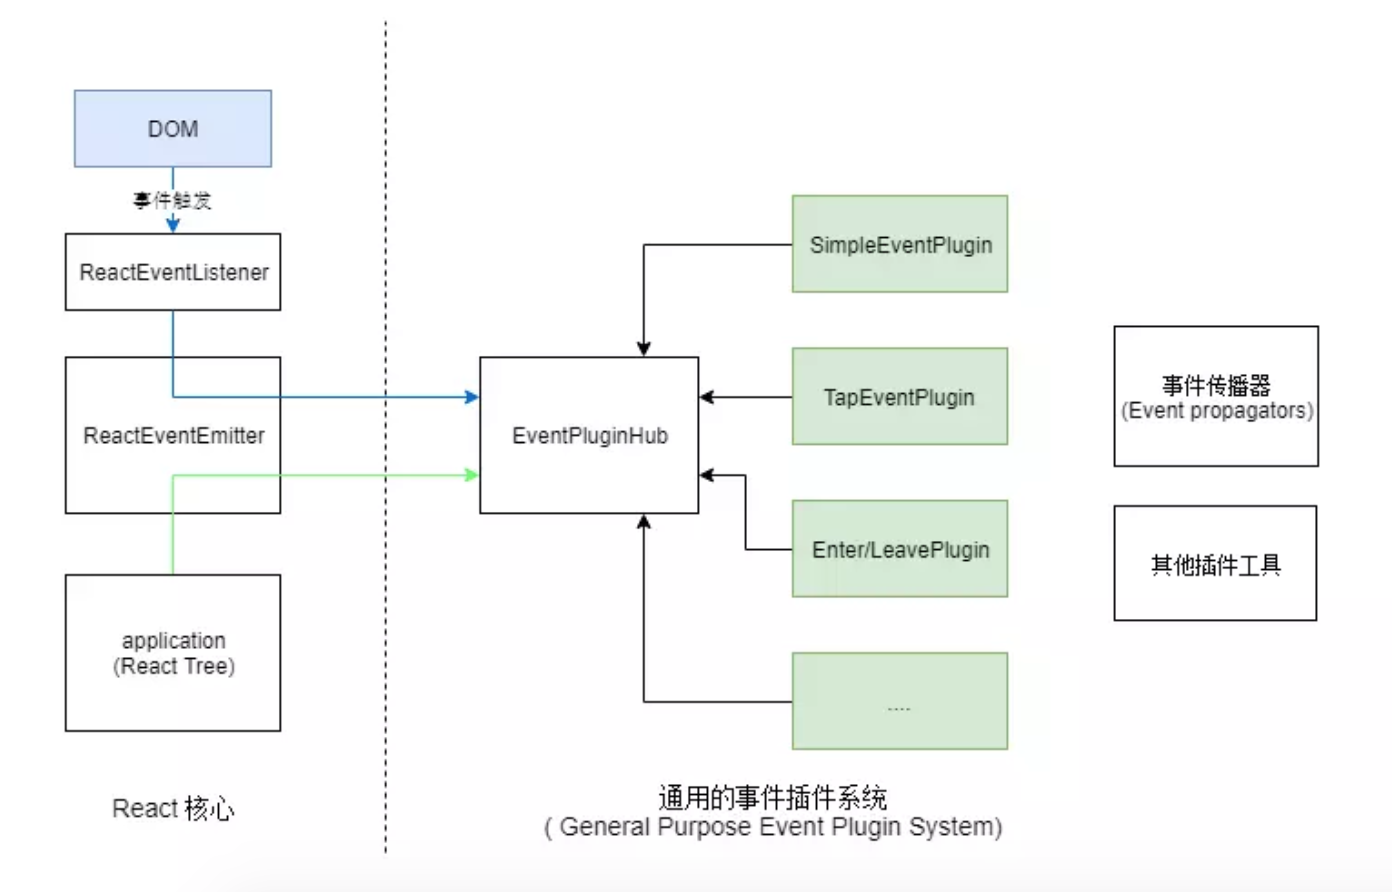 DOM
事件触发
ReactEventListener
ReactEventEmitter
application
(React Tree)
React 核心
EventPluginHub
SimpleEventPlugin
TapEventPlugin
Enter/LeavePlugin
....
事件传播器
(Event propagators)
其他插件工具
通用的事件插件系统
( General Purpose Event Plugin System)